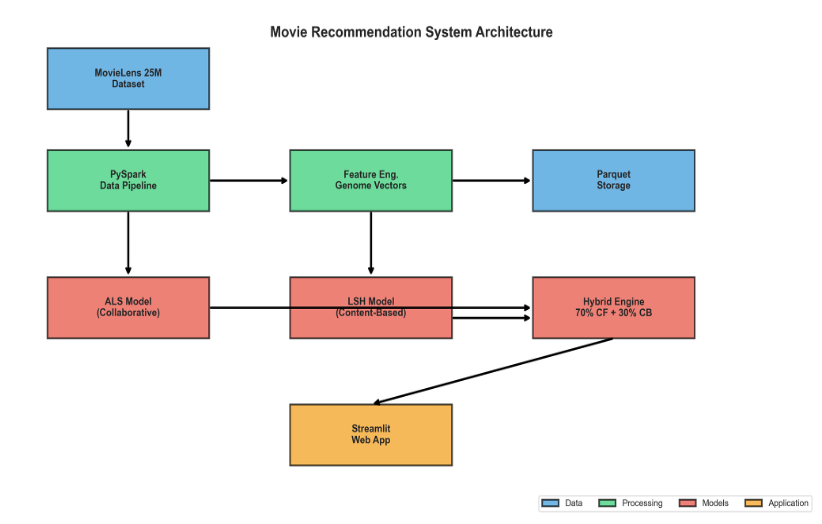 Movie Recommendation System Architecture
MovieLens 25M
Dataset
PySpark
Data Pipeline
Feature Eng.
Genome Vectors
Parquet
Storage
ALS Model
(Collaborative)
LSH Model
(Content-Based)
Hybrid Engine
70% CF + 30% CB
Streamlit
Web App
Data
Processing
Models
Application